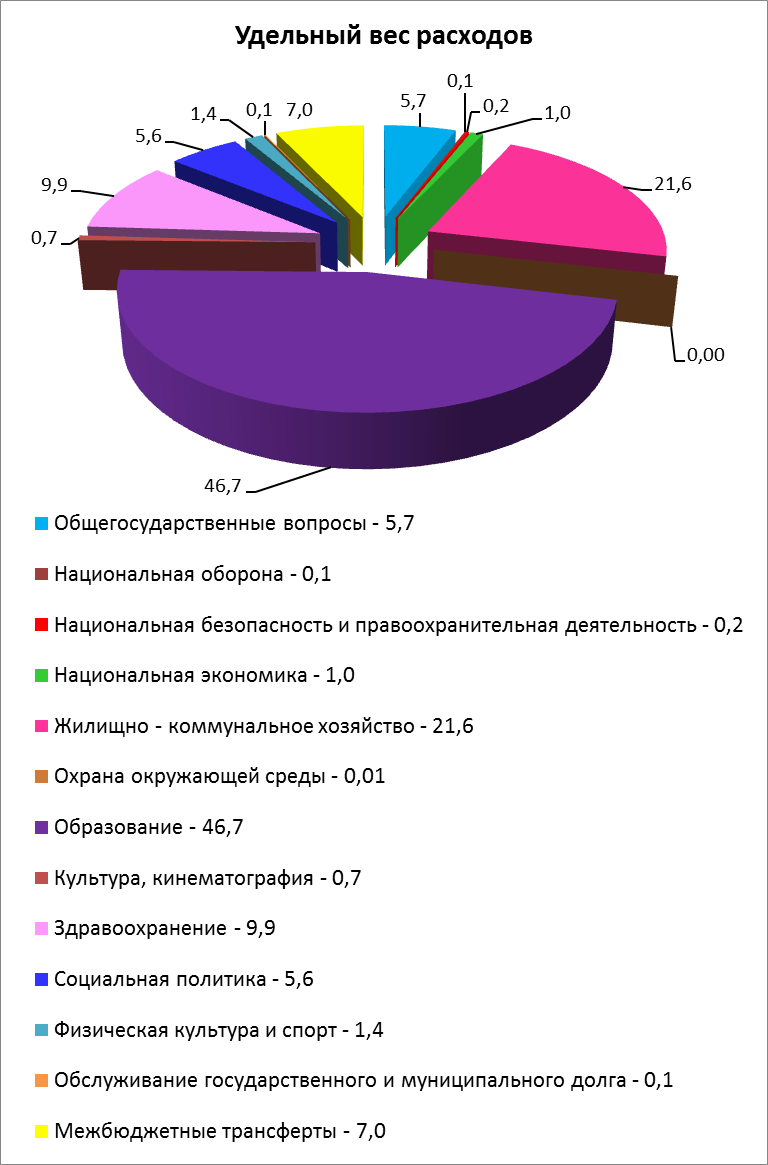 Удельный вес расходов
0,1
5,7
0,2
1,0
7,0
0,1
1,4
5,6
9,9
21,6
0,7
0,00
46,7
Общегосударственные вопросы - 5,7
Национальная оборона - 0,1
Национальная безопасность и правоохранительная деятельность - 0,2
Национальная экономика - 1,0
Жилищно - коммунальное хозяйство - 21,6
Охрана окружающей среды - 0,01
Образование - 46,7
Культура, кинематография - 0,7
Здравоохранение - 9,9
Социальная политика - 5,6
Физическая культура и спорт - 1,4
Обслуживание государственного и муниципального долга - 0,1
Межбюджетные трансферты - 7,0